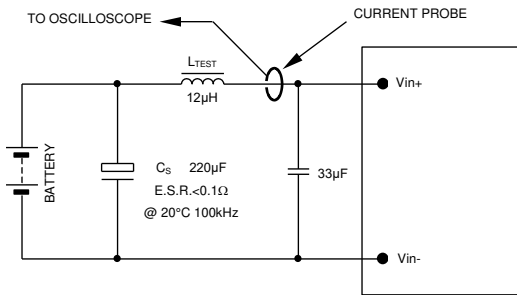 TO OSCILLOSCOPE
CURRENT PROBE
LTEST
12µH
Vin+
BATTERY
CS 220µF
E.S.R.<0.1Ω
@ 20°C 100kHz
33µF
Vin-